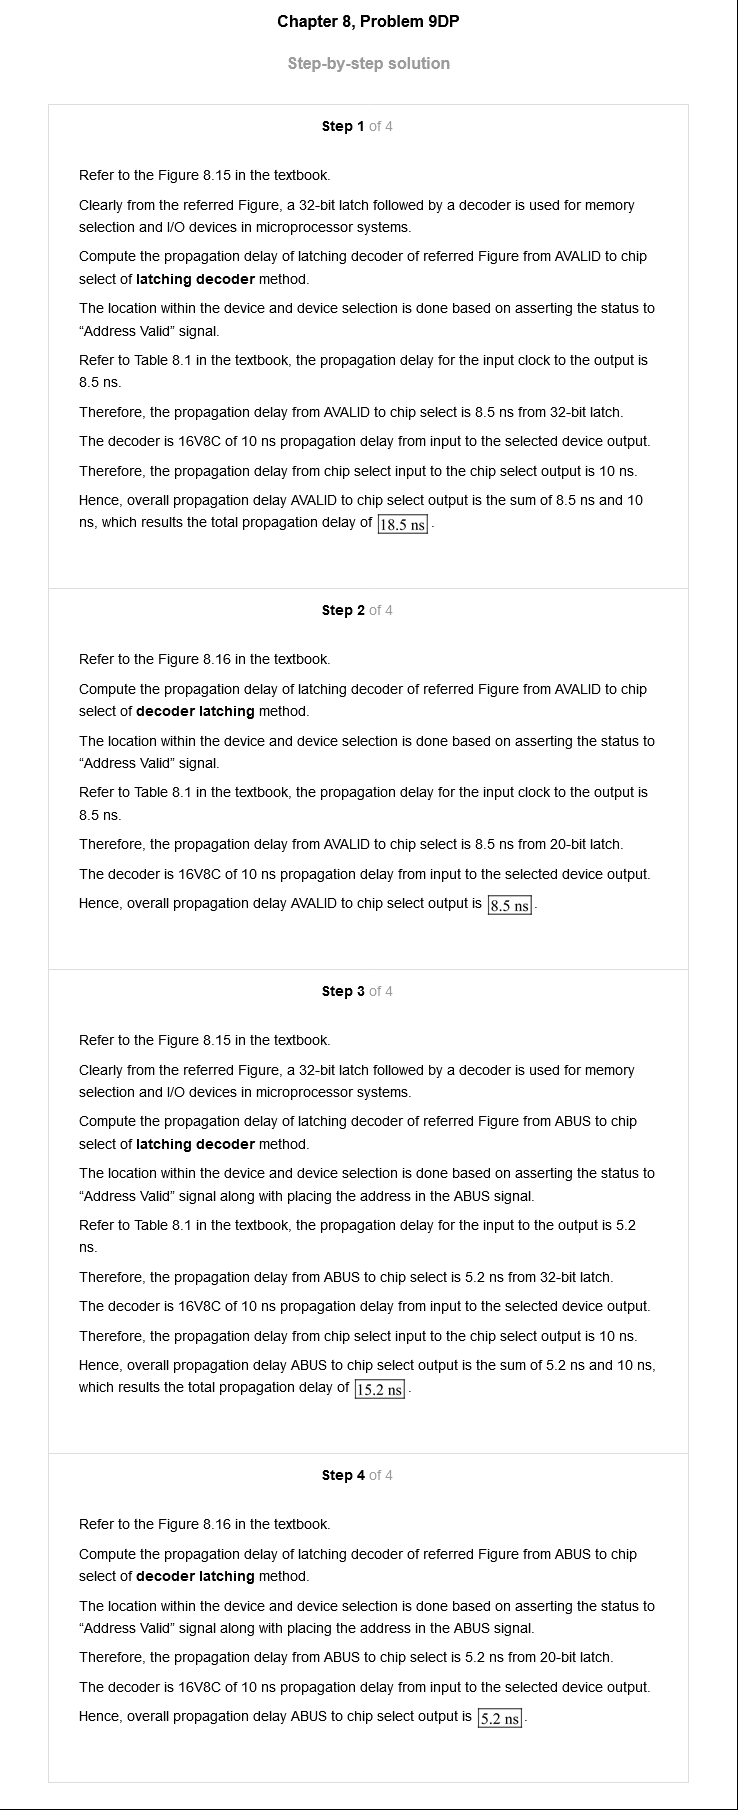 Chapter 8, Problem 9DP
Step-by-step solution
Step 1 of 4
Refer to the Figure 8.15 in the textbook.
Clearly from the referred Figure, a 32-bit latch followed by a decoder is used for memory
selection and I/O devices in microprocessor systems.
Compute the propagation delay of latching decoder of referred Figure from AVALID to chip
select of latching decoder method.
The location within the device and device selection is done based on asserting the status to
“Address Valid” signal.
Refer to Table 8.1 in the textbook, the propagation delay for the input clock to the output is
8.5 ns.
Therefore, the propagation delay from AVALID to chip select is 8.5 ns from 32-bit latch.
The decoder is 16V8C of 10 ns propagation delay from input to the selected device output.
Therefore, the propagation delay from chip select input to the chip select output is 10 ns.
Hence, overall propagation delay AVALID to chip select output is the sum of 8.5 ns and 10
ns, which results the total propagation delay of 18.5 ns.
Step 2 of 4
Refer to the Figure 8.16 in the textbook.
Compute the propagation delay of latching decoder of referred Figure from AVALID to chip
select of decoder latching method.
The location within the device and device selection is done based on asserting the status to
“Address Valid” signal.
Refer to Table 8.1 in the textbook, the propagation delay for the input clock to the output is
8.5 ns.
Therefore, the propagation delay from AVALID to chip select is 8.5 ns from 20-bit latch.
The decoder is 16V8C of 10 ns propagation delay from input to the selected device output.
Hence, overall propagation delay AVALID to chip select output is 8.5 ns.
Step 3 of 4
Refer to the Figure 8.15 in the textbook.
Clearly from the referred Figure, a 32-bit latch followed by a decoder is used for memory
selection and I/O devices in microprocessor systems.
Compute the propagation delay of latching decoder of referred Figure from ABUS to chip
select of latching decoder method.
The location within the device and device selection is done based on asserting the status to
“Address Valid” signal along with placing the address in the ABUS signal.
Refer to Table 8.1 in the textbook, the propagation delay for the input to the output is 5.2
ns.
Therefore, the propagation delay from ABUS to chip select is 5.2 ns from 32-bit latch.
The decoder is 16V8C of 10 ns propagation delay from input to the selected device output.
Therefore, the propagation delay from chip select input to the chip select output is 10 ns.
Hence, overall propagation delay ABUS to chip select output is the sum of 5.2 ns and 10 ns,
which results the total propagation delay of 15.2 ns.
Step 4 of 4
Refer to the Figure 8.16 in the textbook.
Compute the propagation delay of latching decoder of referred Figure from ABUS to chip
select of decoder latching method.
The location within the device and device selection is done based on asserting the status to
“Address Valid” signal along with placing the address in the ABUS signal.
Therefore, the propagation delay from ABUS to chip select is 5.2 ns from 20-bit latch.
The decoder is 16V8C of 10 ns propagation delay from input to the selected device output.
Hence, overall propagation delay ABUS to chip select output is 5.2 ns.